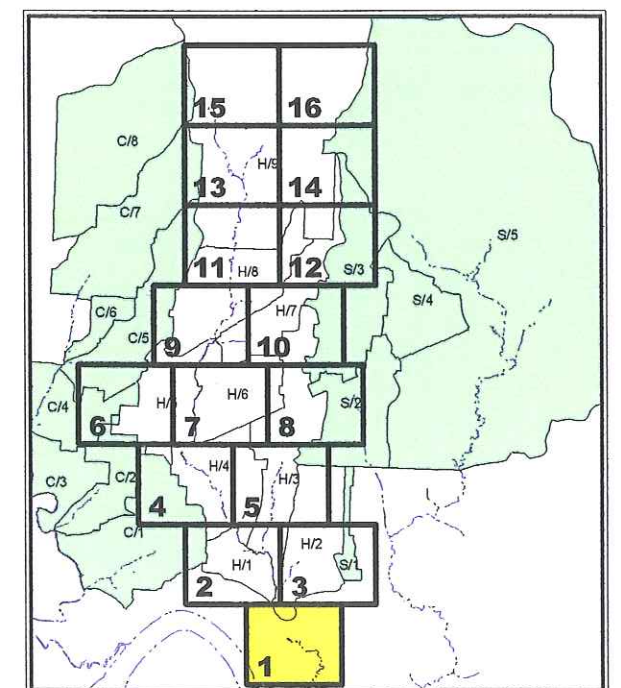 15 16
C/8
H/9
13 14
C/7
S/5
11 H/8 12 S/3
S/4
C/6 H/7
C/5 9 10
H/6
C/4 6 7 8 S/2
H/4 H/3
C/3 C/2 4 5
C/1
H/1 H/2
2 3 S/1
1